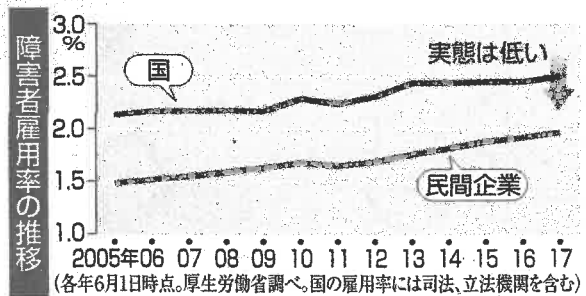 障害者雇用率の推移
3.0
%
2.5
2.0
1.5
1.0
国
実態は低い
民間企業
2005年 06 07 08 09 10 11 12 13 14 15 16 17
(各年6月1日時点。厚生労働省調べ。国の雇用率には司法、立法機関を含む)